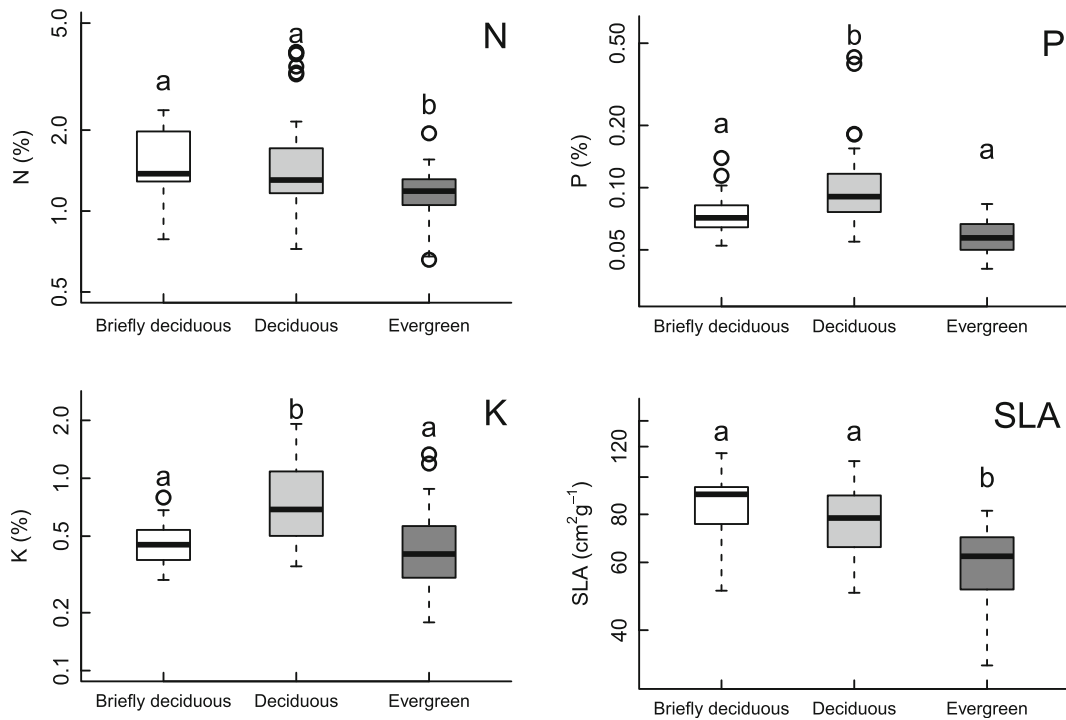 N
N (%)
5.0
2.0
1.0
0.5
a
a
b
Briefly deciduous
Deciduous
Evergreen
P
P (%)
0.50
0.20
0.10
0.05
a
b
a
Briefly deciduous
Deciduous
Evergreen
K
K (%)
2.0
1.0
0.5
0.2
0.1
a
b
a
Briefly deciduous
Deciduous
Evergreen
SLA
SLA (cm²g⁻¹)
120
80
60
40
a
a
b
Briefly deciduous
Deciduous
Evergreen